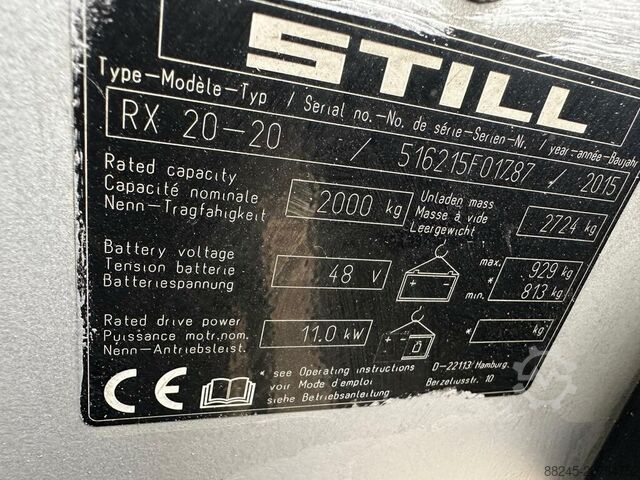 STILL
Type-Modèle-Typ / Serial no.-No. de série-Serien-Nr. / year-année-Baujahr
RX 20-20 / 516215F01787 / 2015
Rated capacity
Capacité nominale
Nenn-Tragfähigkeit
2000 kg
Unladen mass
Masse à vide
Leergewicht
2724 kg
Battery voltage
Tension batterie
Batteriespannung
48 V
max. 929 kg
*
min. 813 kg
Rated drive power
Puissance motr.nom.
Nenn-Antriebsleist.
11.0 kW
* kg
CE
* see Operating instructions
voir Mode d'emploi
siehe Betriebsanleitung
D-22113/Hamburg.
Berzeliusstr. 10